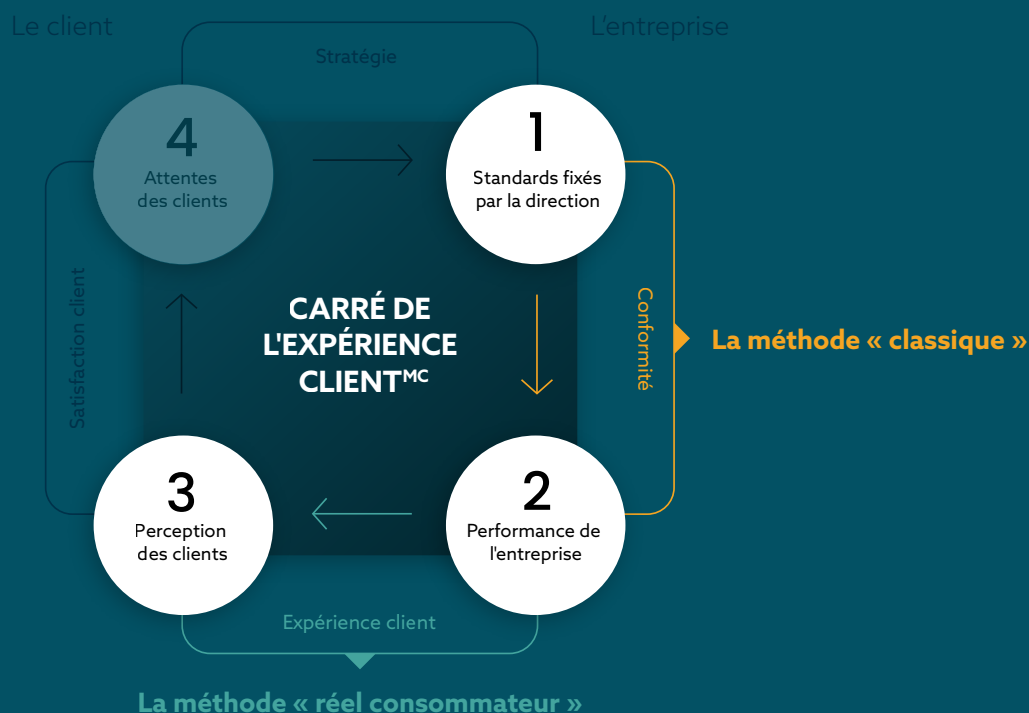 Le client
L'entreprise
Stratégie
4
Attentes
des clients
1
Standards fixés
par la direction
Satisfaction client
CARRÉ DE
L'EXPÉRIENCE
CLIENTᴹᶜ
Conformité
La méthode « classique »
3
Perception
des clients
2
Performance de
l'entreprise
Expérience client
La méthode « réel consommateur »